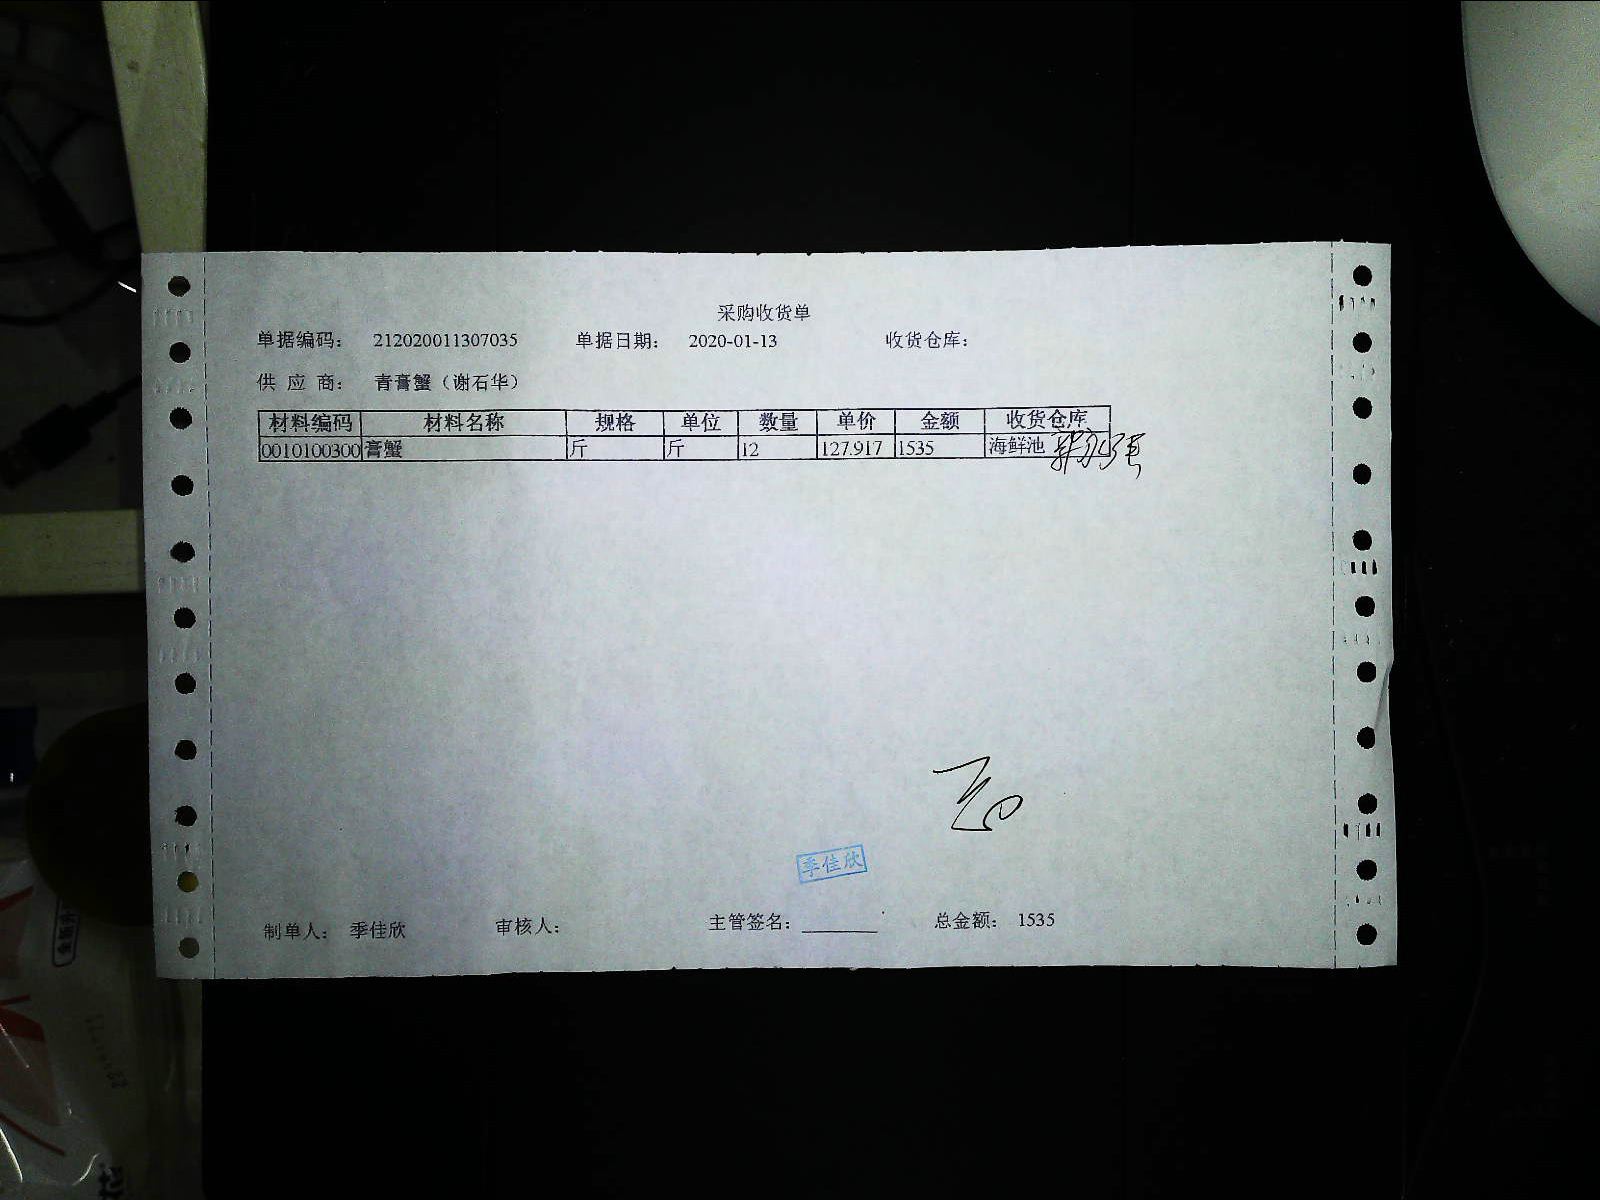 采购收货单
单据编码： 212020011307035 单据日期： 2020-01-13 收货仓库：
供 应 商： 青膏蟹（谢石华）
材料编码 材料名称 规格 单位 数量 单价 金额 收货仓库
0010100300 膏蟹 斤 斤 12 127.917 1535 海鲜池
季佳欣
制单人： 季佳欣 审核人： 主管签名：________ 总金额： 1535